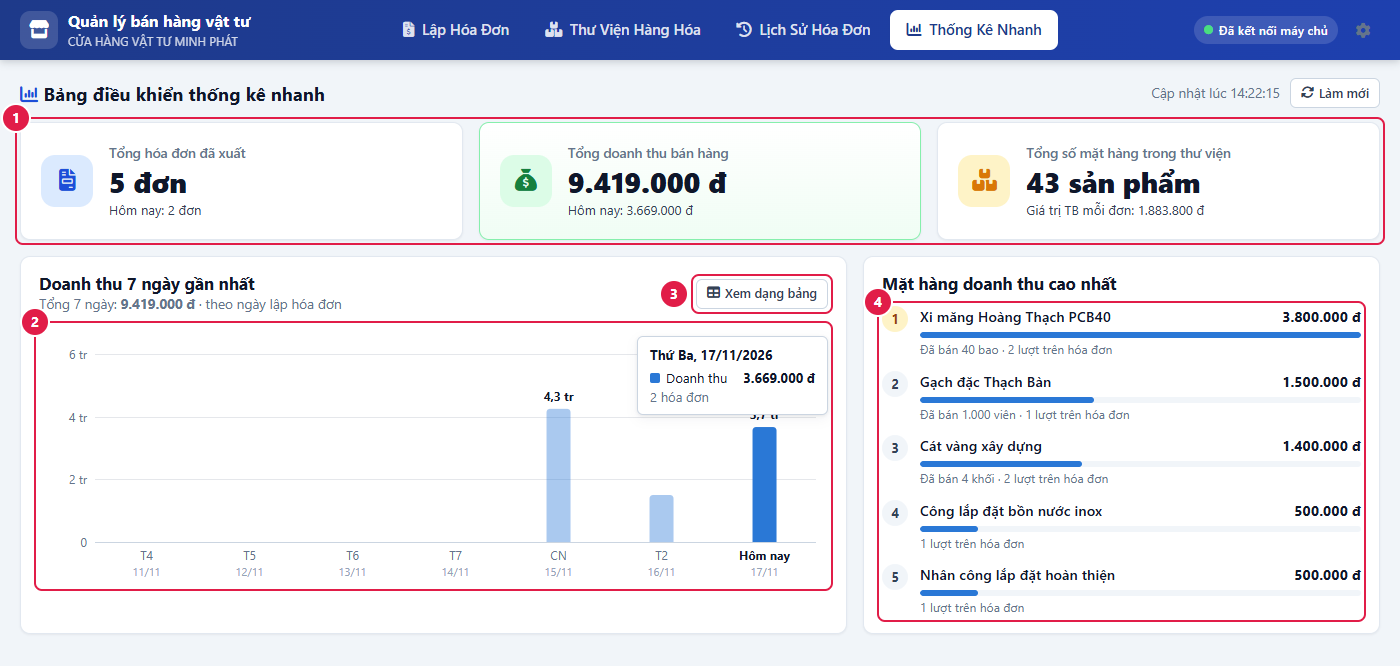 Quản lý bán hàng vật tư
CỬA HÀNG VẬT TƯ MINH PHÁT
Lập Hóa Đơn
Thư Viện Hàng Hóa
Lịch Sử Hóa Đơn
Thống Kê Nhanh
Đã kết nối máy chủ
Bảng điều khiển thống kê nhanh
Cập nhật lúc 14:22:15
Làm mới
1
Tổng hóa đơn đã xuất
5 đơn
Hôm nay: 2 đơn
Tổng doanh thu bán hàng
9.419.000 đ
Hôm nay: 3.669.000 đ
Tổng số mặt hàng trong thư viện
43 sản phẩm
Giá trị TB mỗi đơn: 1.883.800 đ
Doanh thu 7 ngày gần nhất
Tổng 7 ngày: 9.419.000 đ · theo ngày lập hóa đơn
3
Xem dạng bảng
2
6 tr
4 tr
2 tr
0
Thứ Ba, 17/11/2026
Doanh thu 3.669.000 đ
2 hóa đơn
4,3 tr
T4
11/11
T5
12/11
T6
13/11
T7
14/11
CN
15/11
T2
16/11
Hôm nay
17/11
Mặt hàng doanh thu cao nhất
4
1
Xi măng Hoàng Thạch PCB40
3.800.000 đ
Đã bán 40 bao · 2 lượt trên hóa đơn
2
Gạch đặc Thạch Bàn
1.500.000 đ
Đã bán 1.000 viên · 1 lượt trên hóa đơn
3
Cát vàng xây dựng
1.400.000 đ
Đã bán 4 khối · 2 lượt trên hóa đơn
4
Công lắp đặt bồn nước inox
500.000 đ
1 lượt trên hóa đơn
5
Nhân công lắp đặt hoàn thiện
500.000 đ
1 lượt trên hóa đơn